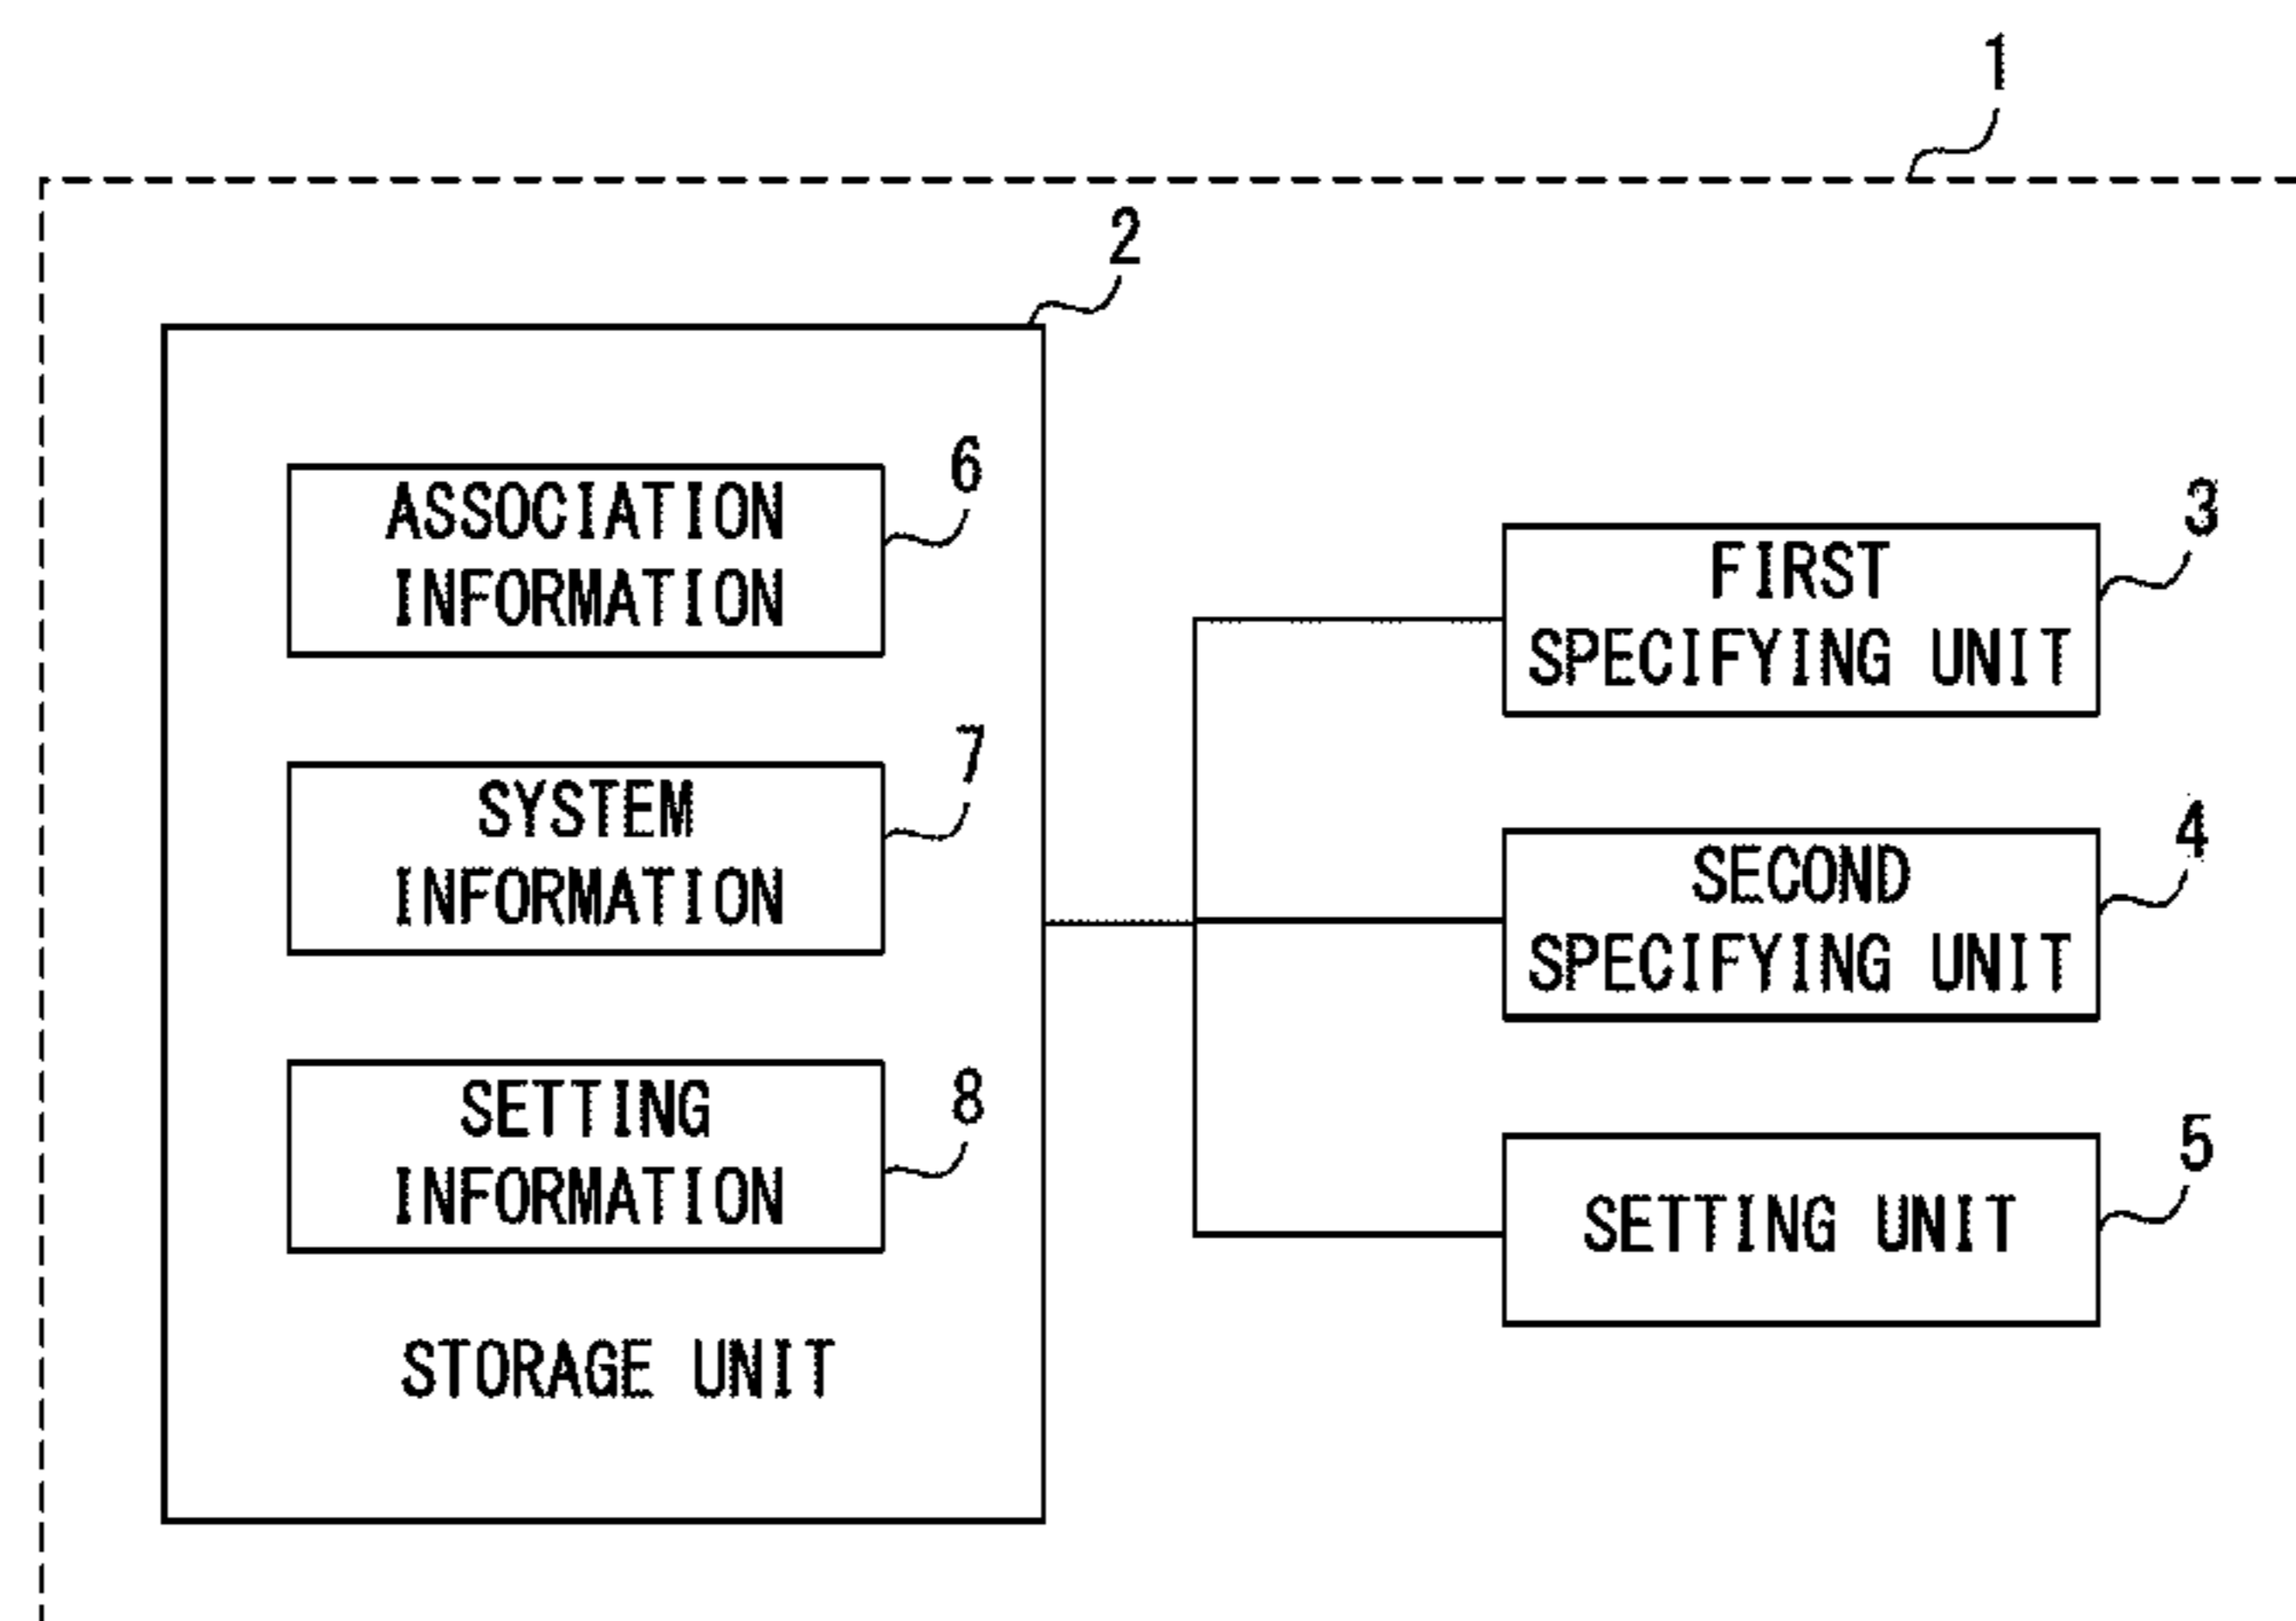 1
2
ASSOCIATION
INFORMATION
6
SYSTEM
INFORMATION
7
SETTING
INFORMATION
8
STORAGE UNIT
FIRST
SPECIFYING UNIT
3
SECOND
SPECIFYING UNIT
4
SETTING UNIT
5